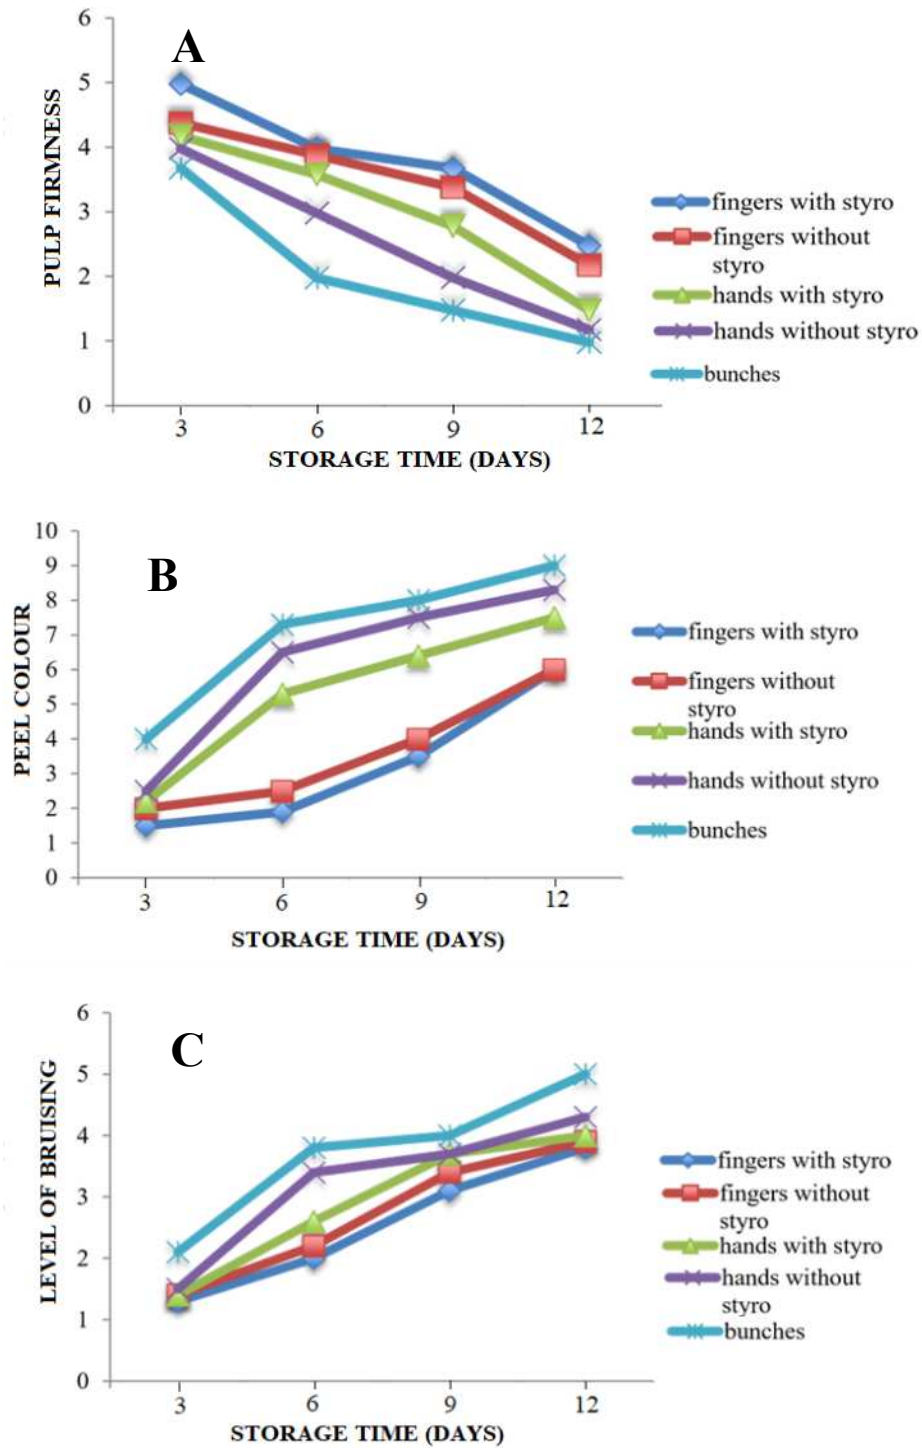 A
6
5
4
3
2
1
0
PULP FIRMNESS
3 6 9 12
STORAGE TIME (DAYS)
fingers with styro
fingers without
styro
hands with styro
hands without styro
bunches
B
10
9
8
7
6
5
4
3
2
1
0
PEEL COLOUR
3 6 9 12
STORAGE TIME (DAYS)
fingers with styro
fingers without
styro
hands with styro
hands without styro
bunches
C
6
5
4
3
2
1
0
LEVEL OF BRUISING
3 6 9 12
STORAGE TIME (DAYS)
fingers with styro
fingers without
styro
hands with styro
hands without
styro
bunches